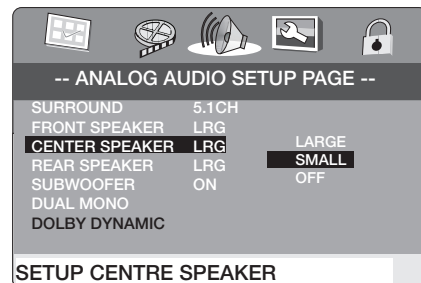 -- ANALOG AUDIO SETUP PAGE --
SURROUND 5.1CH
FRONT SPEAKER LRG
CENTER SPEAKER LRG LARGE
REAR SPEAKER LRG SMALL
SUBWOOFER ON OFF
DUAL MONO
DOLBY DYNAMIC
SETUP CENTRE SPEAKER